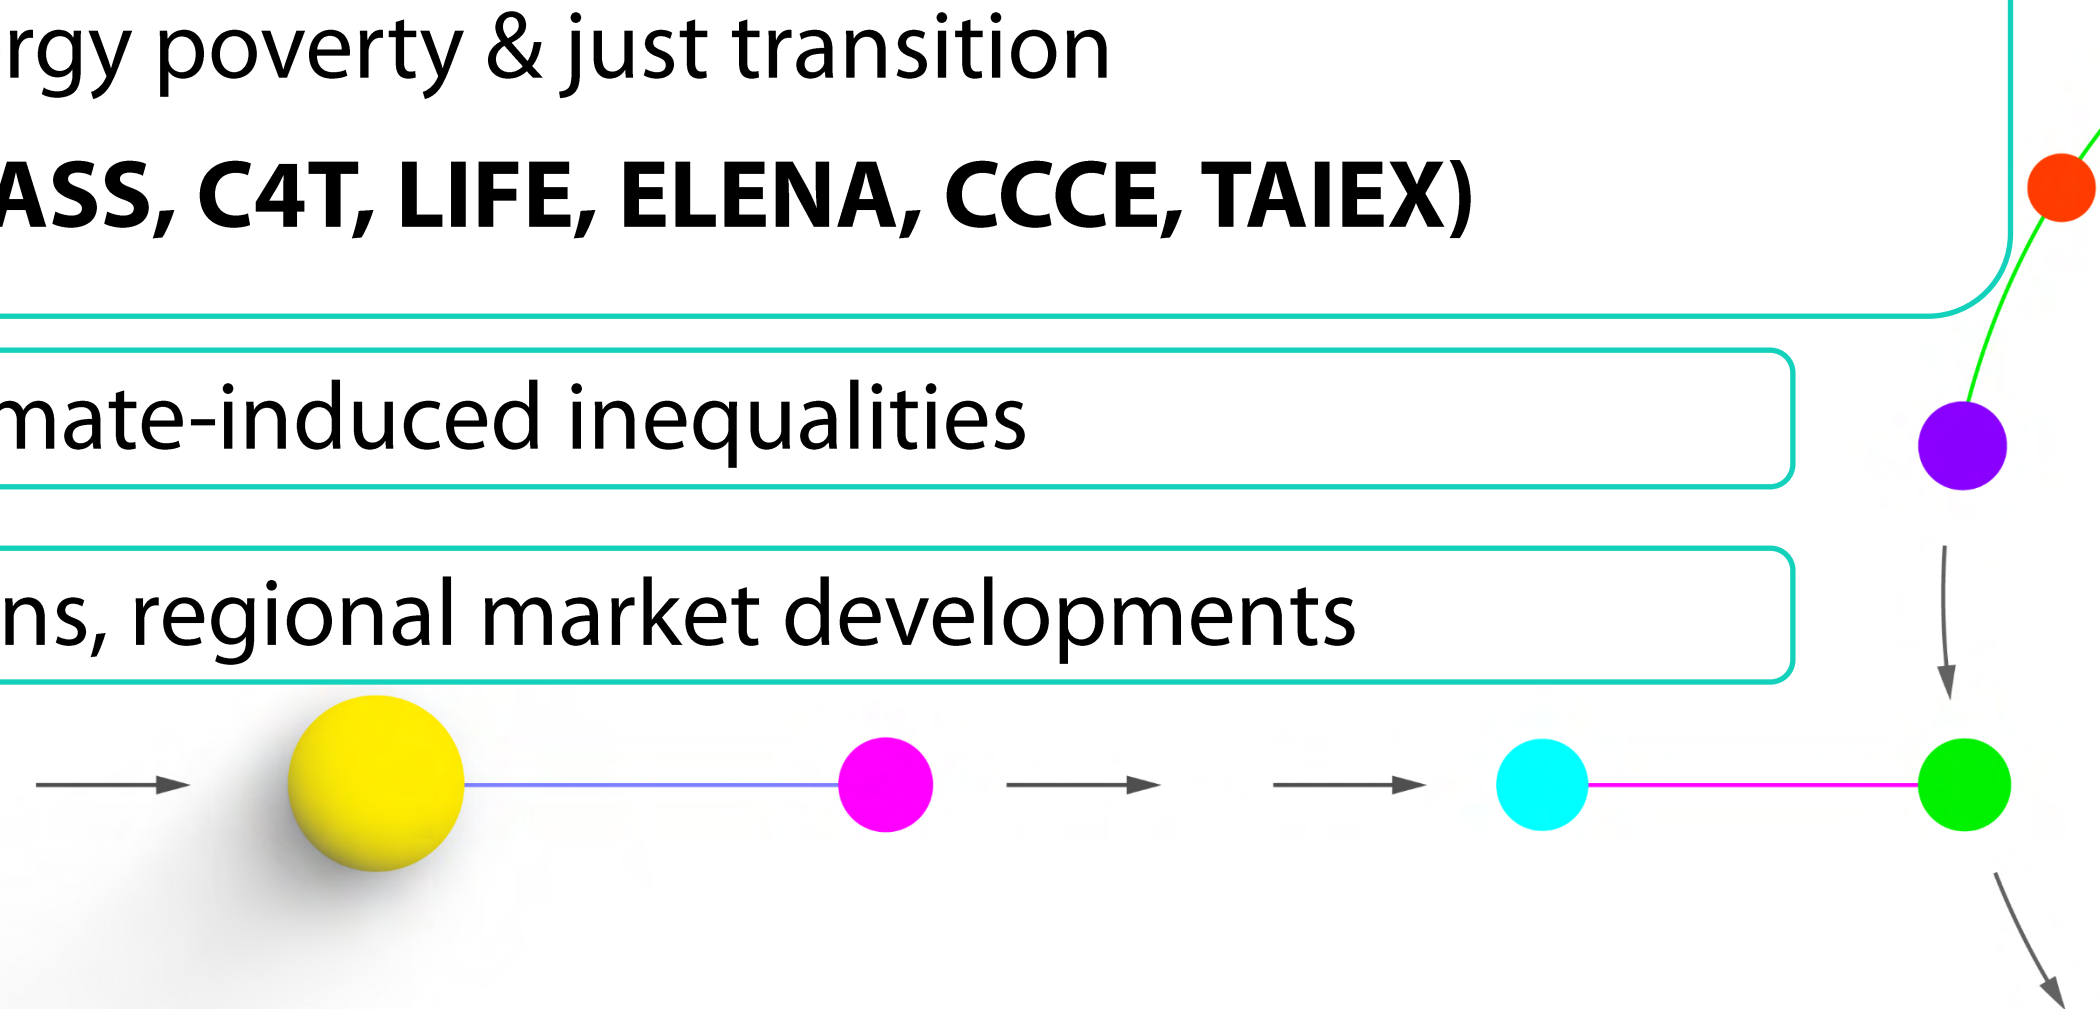 rgy poverty & just transition
ASS, C4T, LIFE, ELENA, CCCE, TAIEX)
mate-induced inequalities
ns, regional market developments